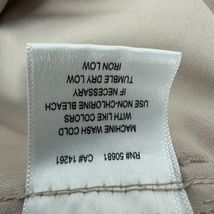 RN# 50681 CA# 14261
MACHINE WASH COLD
WITH LIKE COLORS
USE NON-CHLORINE BLEACH
IF NECESSARY
TUMBLE DRY LOW
IRON LOW